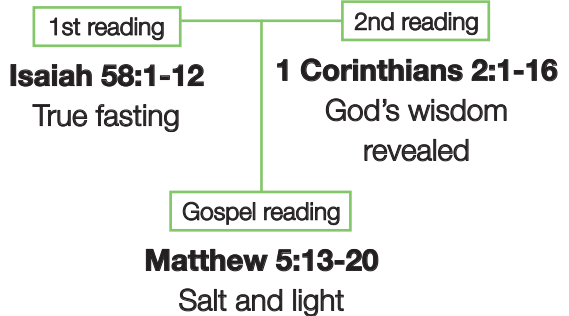 1st reading
Isaiah 58:1-12
True fasting
2nd reading
1 Corinthians 2:1-16
God’s wisdom
revealed
Gospel reading
Matthew 5:13-20
Salt and light